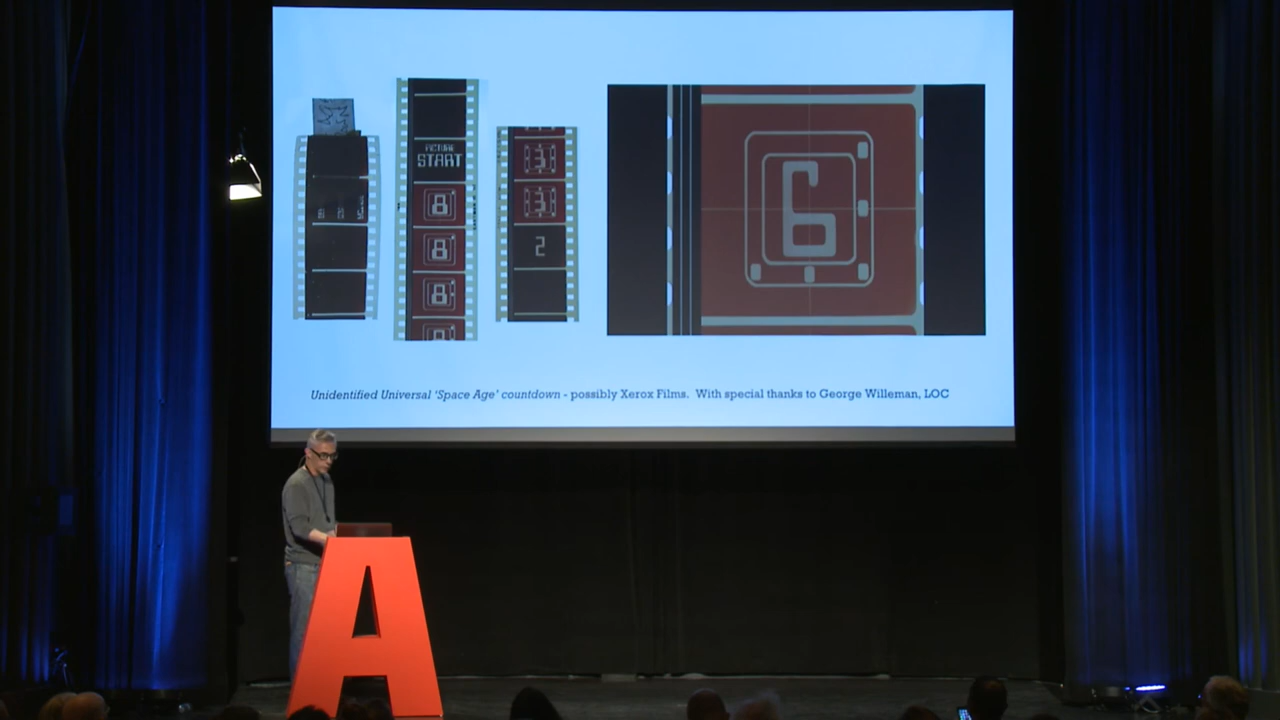 PICTURE
START
8
8
8
8
3
3
2
6
Unidentified Universal 'Space Age' countdown - possibly Xerox Films. With special thanks to George Willeman, LOC
A